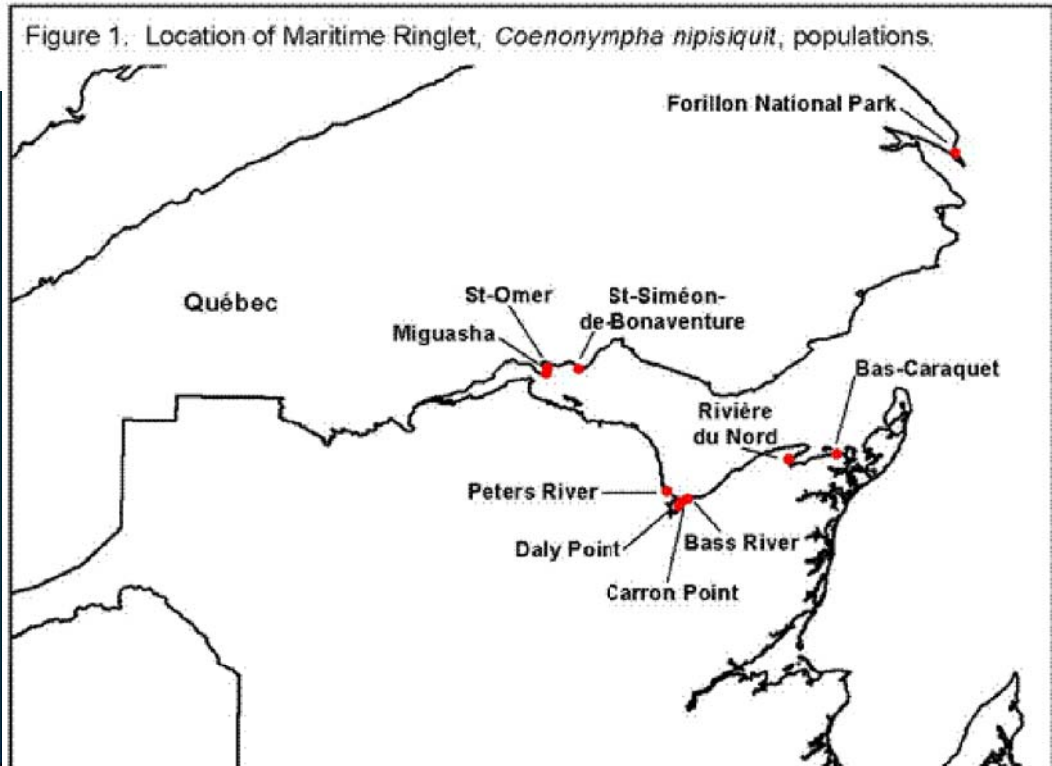 Figure 1. Location of Maritime Ringlet, Coenonympha nipisiquit, populations.
Forillon National Park
Québec
St-Omer
St-Siméon-
de-Bonaventure
Miguasha
Bas-Caraquet
Rivière
du Nord
Peters River
Daly Point
Bass River
Carron Point